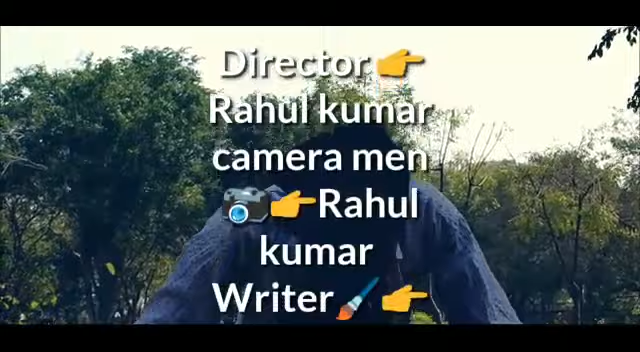 Director 👉
Rahul kumar
camera men
📷👉Rahul
kumar
Writer🖌️👉